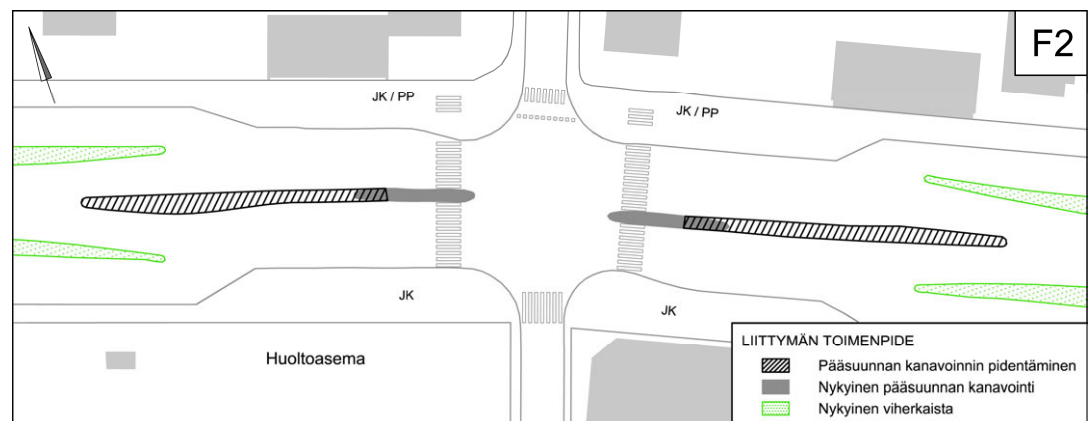 F2
JK / PP
JK / PP
JK
JK
Huoltoasema
LIITTYMÄN TOIMENPIDE
Pääsuunnan kanavoinnin pidentäminen
Nykyinen pääsuunnan kanavointi
Nykyinen viherkaista